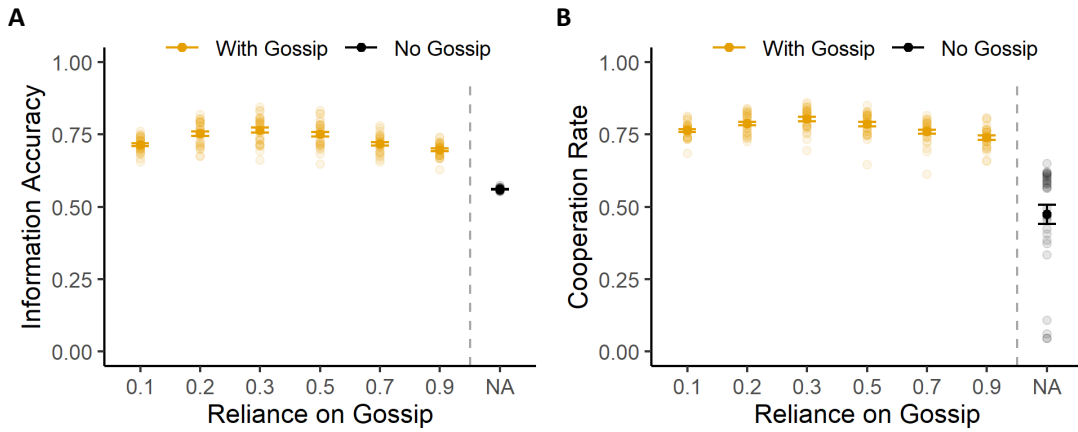 A
With Gossip No Gossip
1.00
0.75
0.50
0.25
0.00
Information Accuracy
0.1 0.2 0.3 0.5 0.7 0.9 NA
Reliance on Gossip
B
With Gossip No Gossip
1.00
0.75
0.50
0.25
0.00
Cooperation Rate
0.1 0.2 0.3 0.5 0.7 0.9 NA
Reliance on Gossip